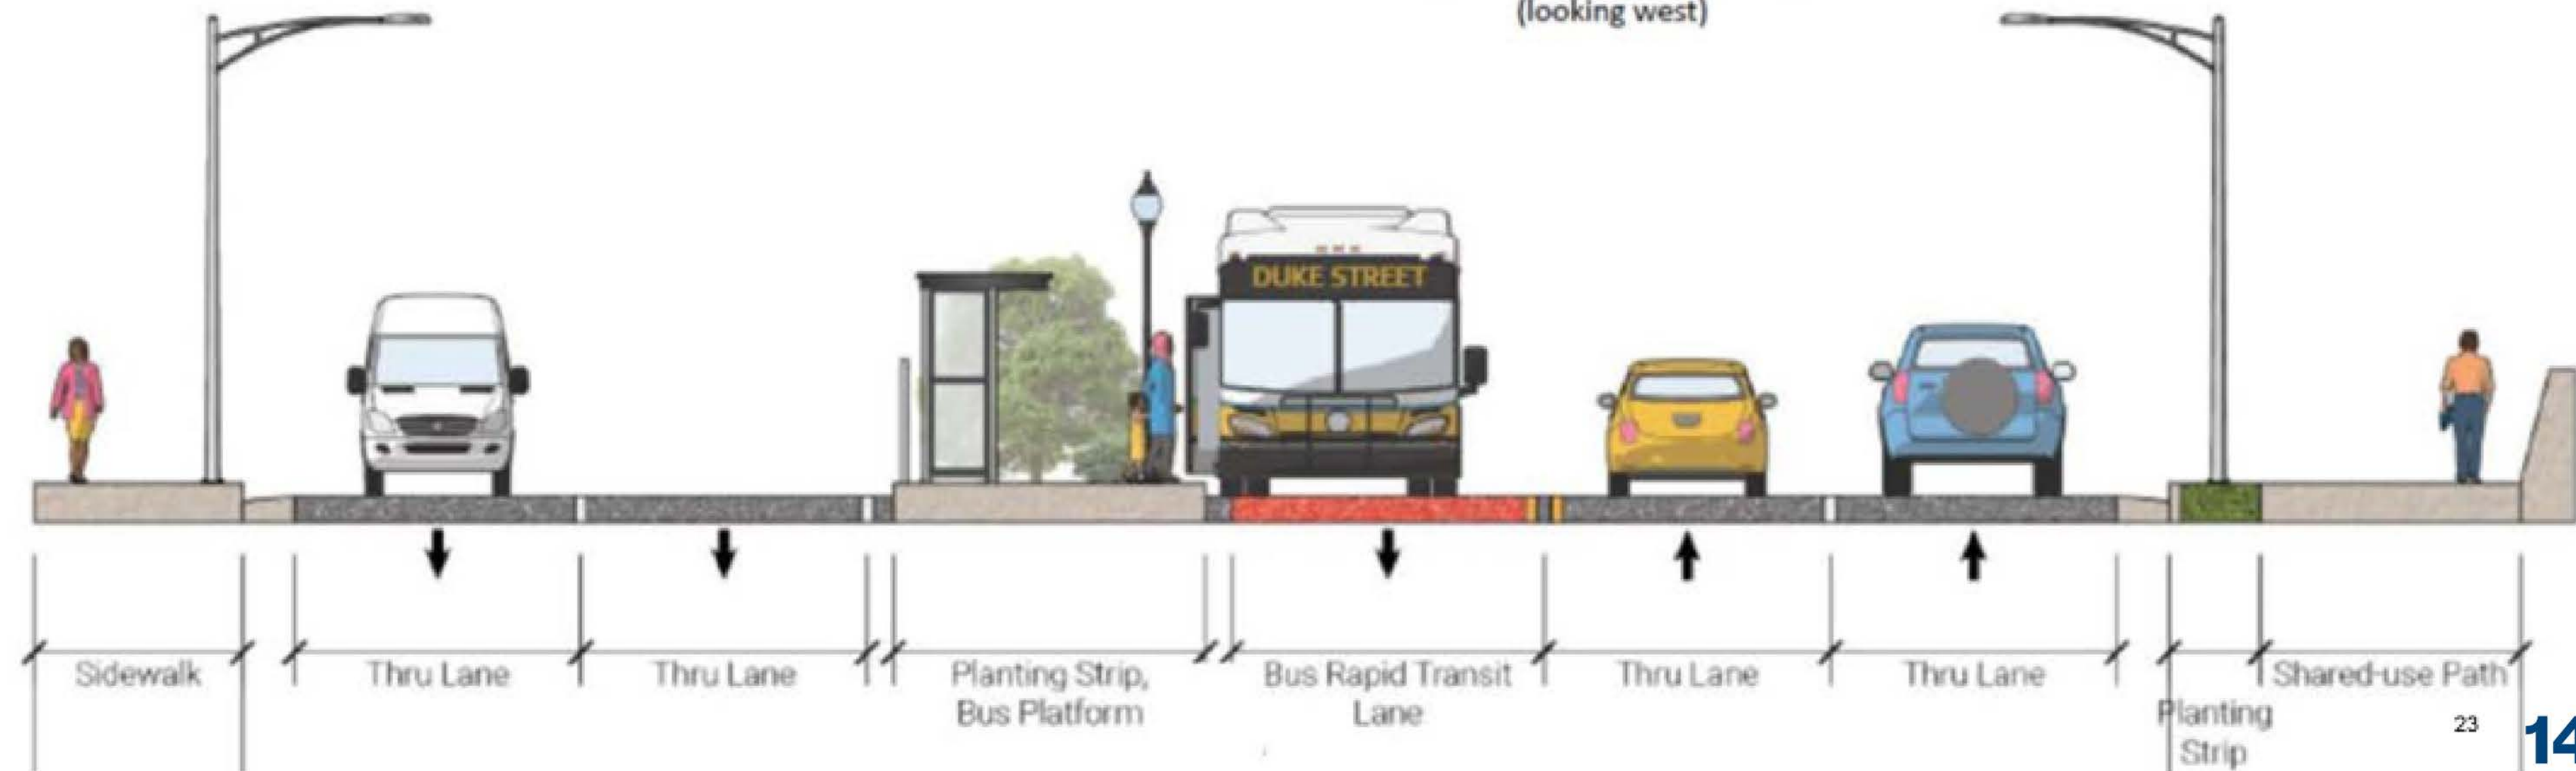 (looking west)
DUKE STREET
Sidewalk
Thru Lane
Thru Lane
Planting Strip,
Bus Platform
Bus Rapid Transit
Lane
Thru Lane
Thru Lane
Planting
Strip
Shared-use Path
23
14